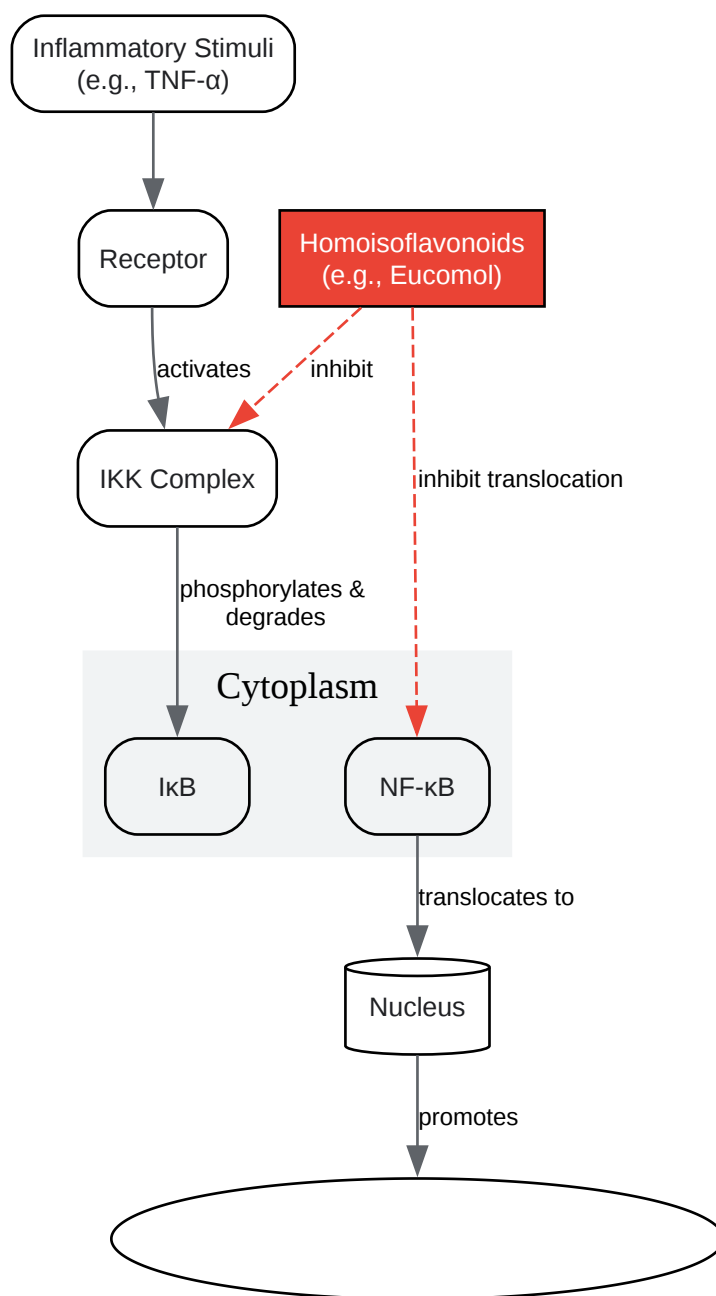 Inflammatory Stimuli
(e.g., TNF-α)
Receptor
Homoisoflavonoids
(e.g., Eucomol)
activates
inhibit
IKK Complex
inhibit translocation
phosphorylates &
degrades
Cytoplasm
IκB
NF-κB
translocates to
Nucleus
promotes